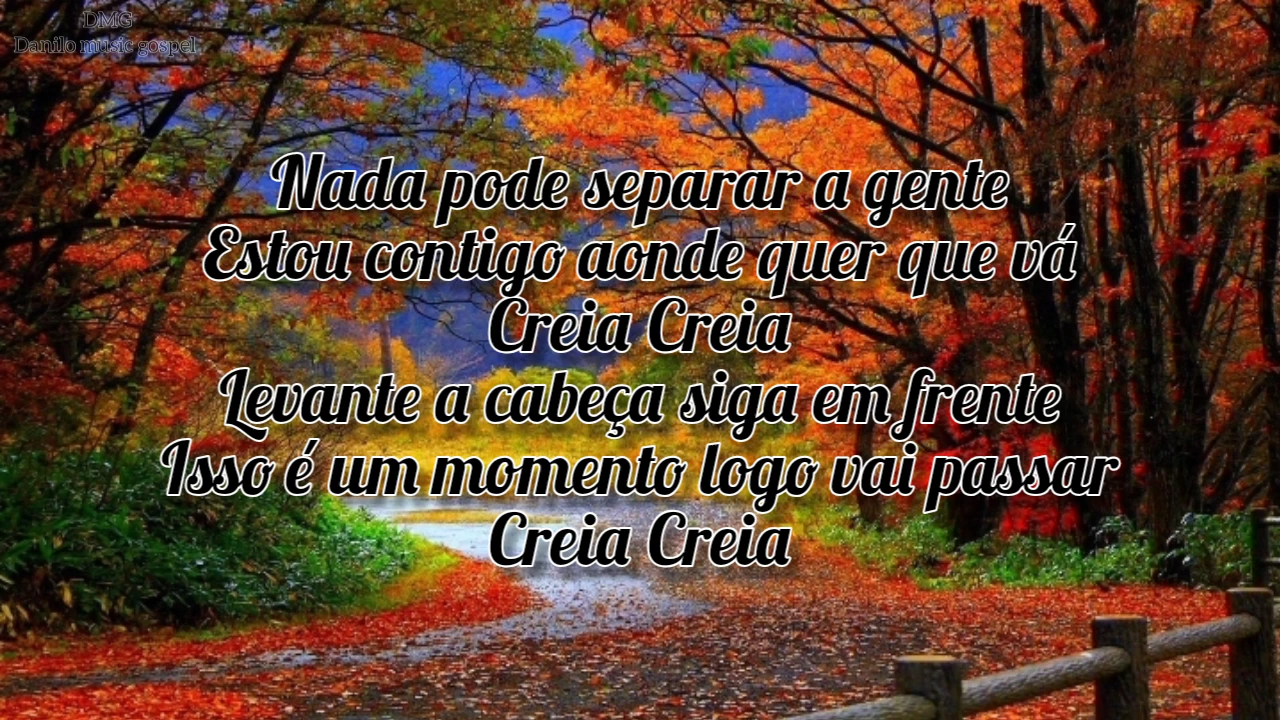 DMG
Danilo music gospel
Nada pode separar a gente
Estou contigo aonde quer que vá
Creia Creia
Levante a cabeça siga em frente
Isso é um momento logo vai passar
Creia Creia